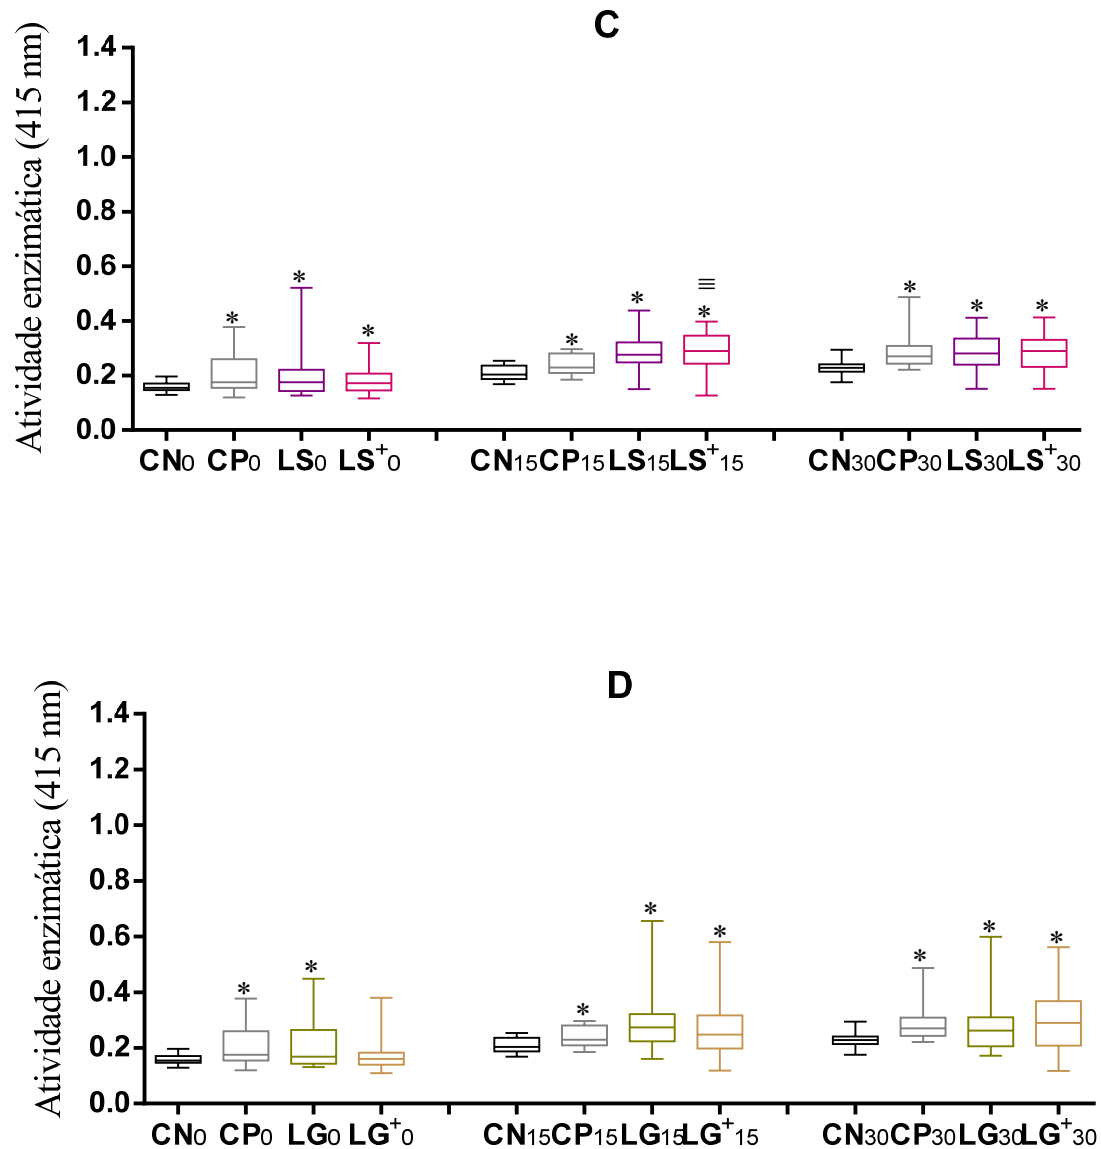 C
Atividade enzimática (415 nm)
1.4
1.2
1.0
0.8
0.6
0.4
0.2
0.0
* * * * * * * ≡ * * * *
CN0 CP0 LS0 LS+0 CN15 CP15 LS15 LS+15 CN30 CP30 LS30 LS+30
D
Atividade enzimática (415 nm)
1.4
1.2
1.0
0.8
0.6
0.4
0.2
0.0
* * * * * * * *
CN0 CP0 LG0 LG+0 CN15 CP15 LG15 LG+15 CN30 CP30 LG30 LG+30